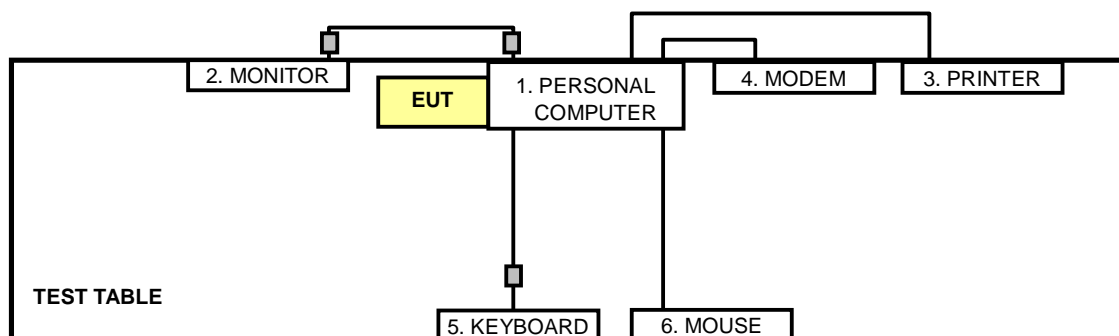 2. MONITOR
EUT
1. PERSONAL
COMPUTER
4. MODEM
3. PRINTER
TEST TABLE
5. KEYBOARD
6. MOUSE